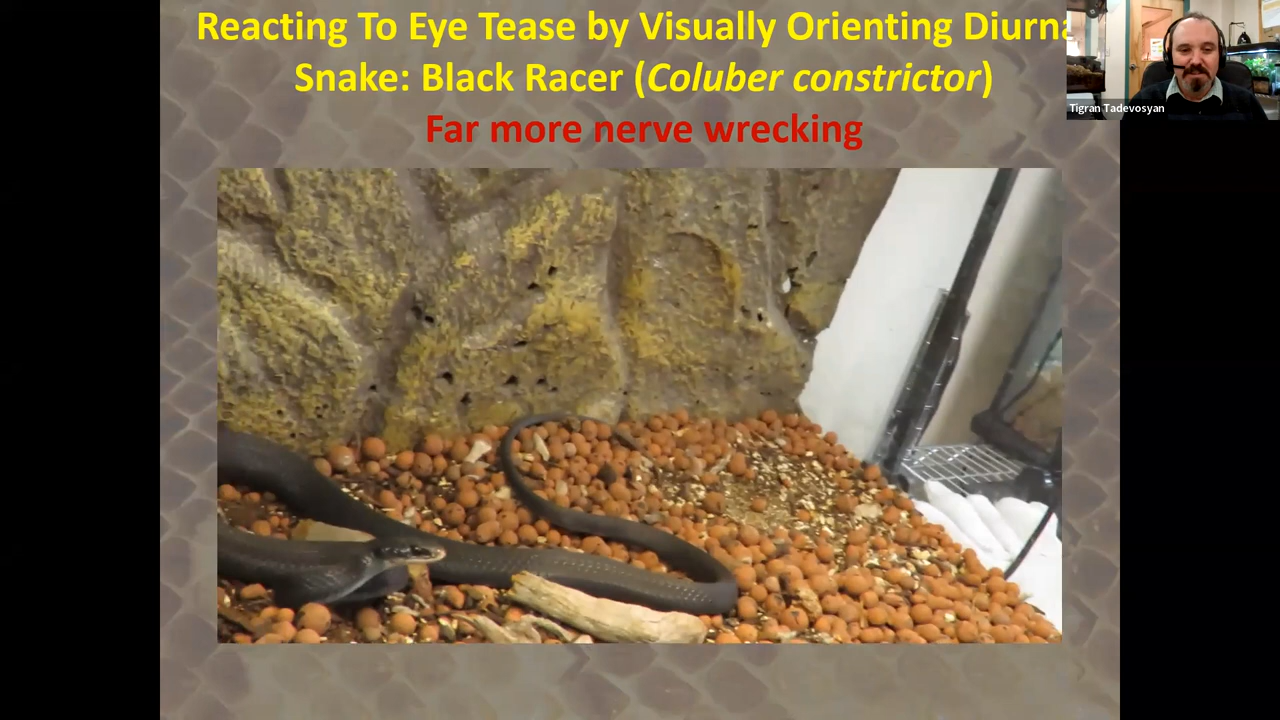 Reacting To Eye Tease by Visually Orienting Diurna
Snake: Black Racer (Coluber constrictor)
Far more nerve wrecking
Tigran Tadevosyan